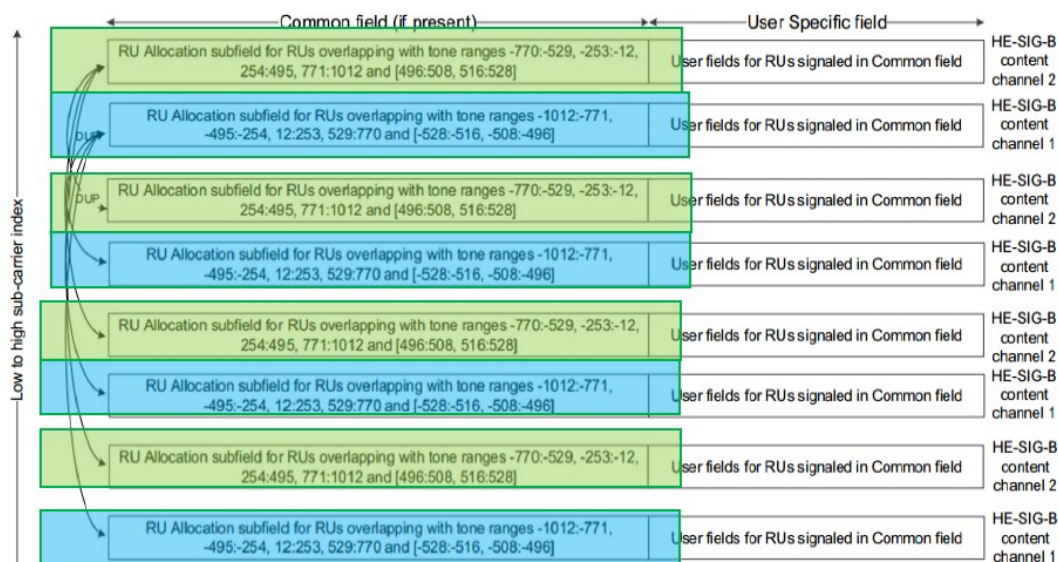 Common field (if present)
User Specific field
RU Allocation subfield for RUs overlapping with tone ranges -770:-529, -253:-12,
254:495, 771:1012 and [496:508, 516:528]
User fields for RUs signaled in Common field
HE-SIG-B
content
channel 2
RU Allocation subfield for RUs overlapping with tone ranges -1012:-771,
-495:-254, 12:253, 529:770 and [-528:-516, -508:-496]
User fields for RUs signaled in Common field
HE-SIG-B
content
channel 1
DUP
RU Allocation subfield for RUs overlapping with tone ranges -770:-529, -253:-12,
254:495, 771:1012 and [496:508, 516:528]
User fields for RUs signaled in Common field
HE-SIG-B
content
channel 2
DUP
RU Allocation subfield for RUs overlapping with tone ranges -1012:-771,
-495:-254, 12:253, 529:770 and [-528:-516, -508:-496]
User fields for RUs signaled in Common field
HE-SIG-B
content
channel 1
RU Allocation subfield for RUs overlapping with tone ranges -770:-529, -253:-12,
254:495, 771:1012 and [496:508, 516:528]
User fields for RUs signaled in Common field
HE-SIG-B
content
channel 2
RU Allocation subfield for RUs overlapping with tone ranges -1012:-771,
-495:-254, 12:253, 529:770 and [-528:-516, -508:-496]
User fields for RUs signaled in Common field
HE-SIG-B
content
channel 1
RU Allocation subfield for RUs overlapping with tone ranges -770:-529, -253:-12,
254:495, 771:1012 and [496:508, 516:528]
User fields for RUs signaled in Common field
HE-SIG-B
content
channel 2
RU Allocation subfield for RUs overlapping with tone ranges -1012:-771,
-495:-254, 12:253, 529:770 and [-528:-516, -508:-496]
User fields for RUs signaled in Common field
HE-SIG-B
content
channel 1
Low to high sub-carrier index